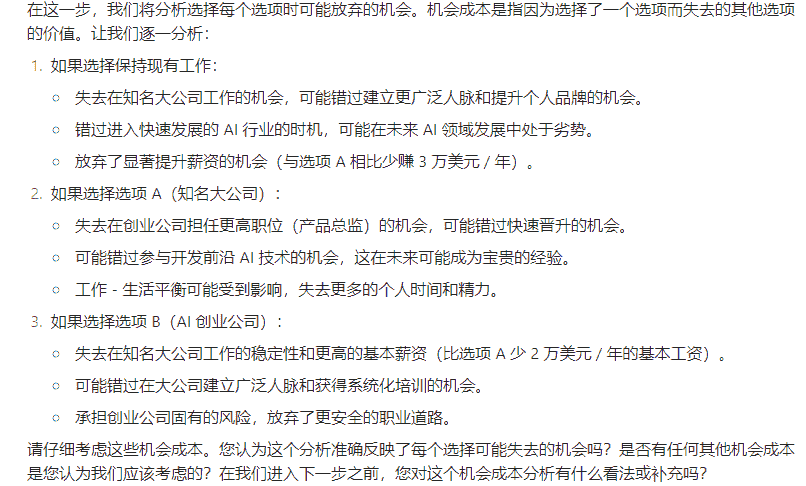 在这一步，我们将分析选择每个选项时可能放弃的机会。机会成本是指因为选择了一个选项而失去的其他选项
的价值。让我们逐一分析：
1. 如果选择保持现有工作：
○ 失去在知名大公司工作的机会，可能错过建立更广泛人脉和提升个人品牌的机会。
○ 错过进入快速发展的 AI 行业的时机，可能在未来 AI 领域发展中处于劣势。
○ 放弃了显著提升薪资的机会（与选项 A 相比少赚 3 万美元 / 年）。
2. 如果选择选项 A（知名大公司）：
○ 失去在创业公司担任更高职位（产品总监）的机会，可能错过快速晋升的机会。
○ 可能错过参与开发前沿 AI 技术的机会，这在未来可能成为宝贵的经验。
○ 工作 - 生活平衡可能受到影响，失去更多的个人时间和精力。
3. 如果选择选项 B（AI 创业公司）：
○ 失去在知名大公司工作的稳定性和更高的基本薪资（比选项 A 少 2 万美元 / 年的基本工资）。
○ 可能错过在大公司建立广泛人脉和获得系统化培训的机会。
○ 承担创业公司固有的风险，放弃了更安全的职业道路。
请仔细考虑这些机会成本。您认为这个分析准确反映了每个选择可能失去的机会吗？是否有任何其他机会成本
是您认为我们应该考虑的？在我们进入下一步之前，您对这个机会成本分析有什么看法或补充吗？